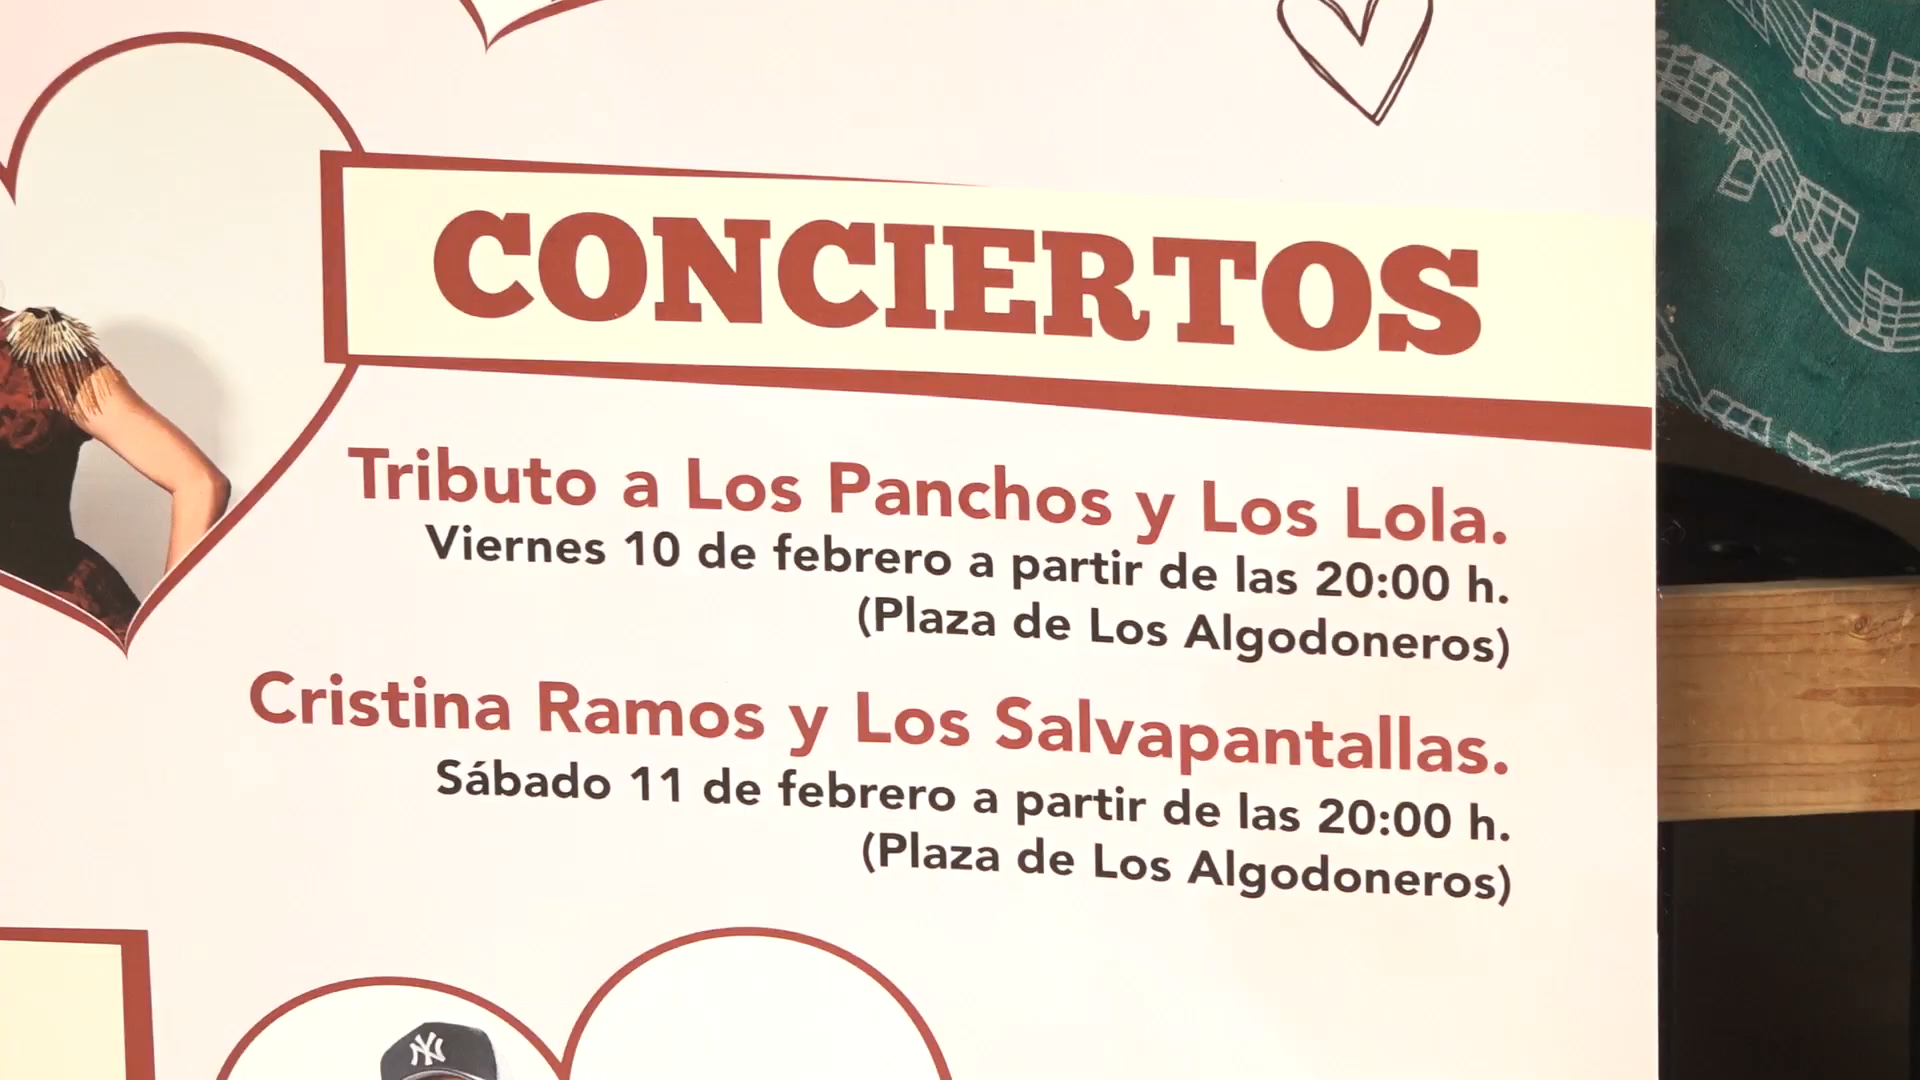 CONCIERTOS
Tributo a Los Panchos y Los Lola.
Viernes 10 de febrero a partir de las 20:00 h.
(Plaza de Los Algodoneros)
Cristina Ramos y Los Salvapantallas.
Sábado 11 de febrero a partir de las 20:00 h.
(Plaza de Los Algodoneros)
NY